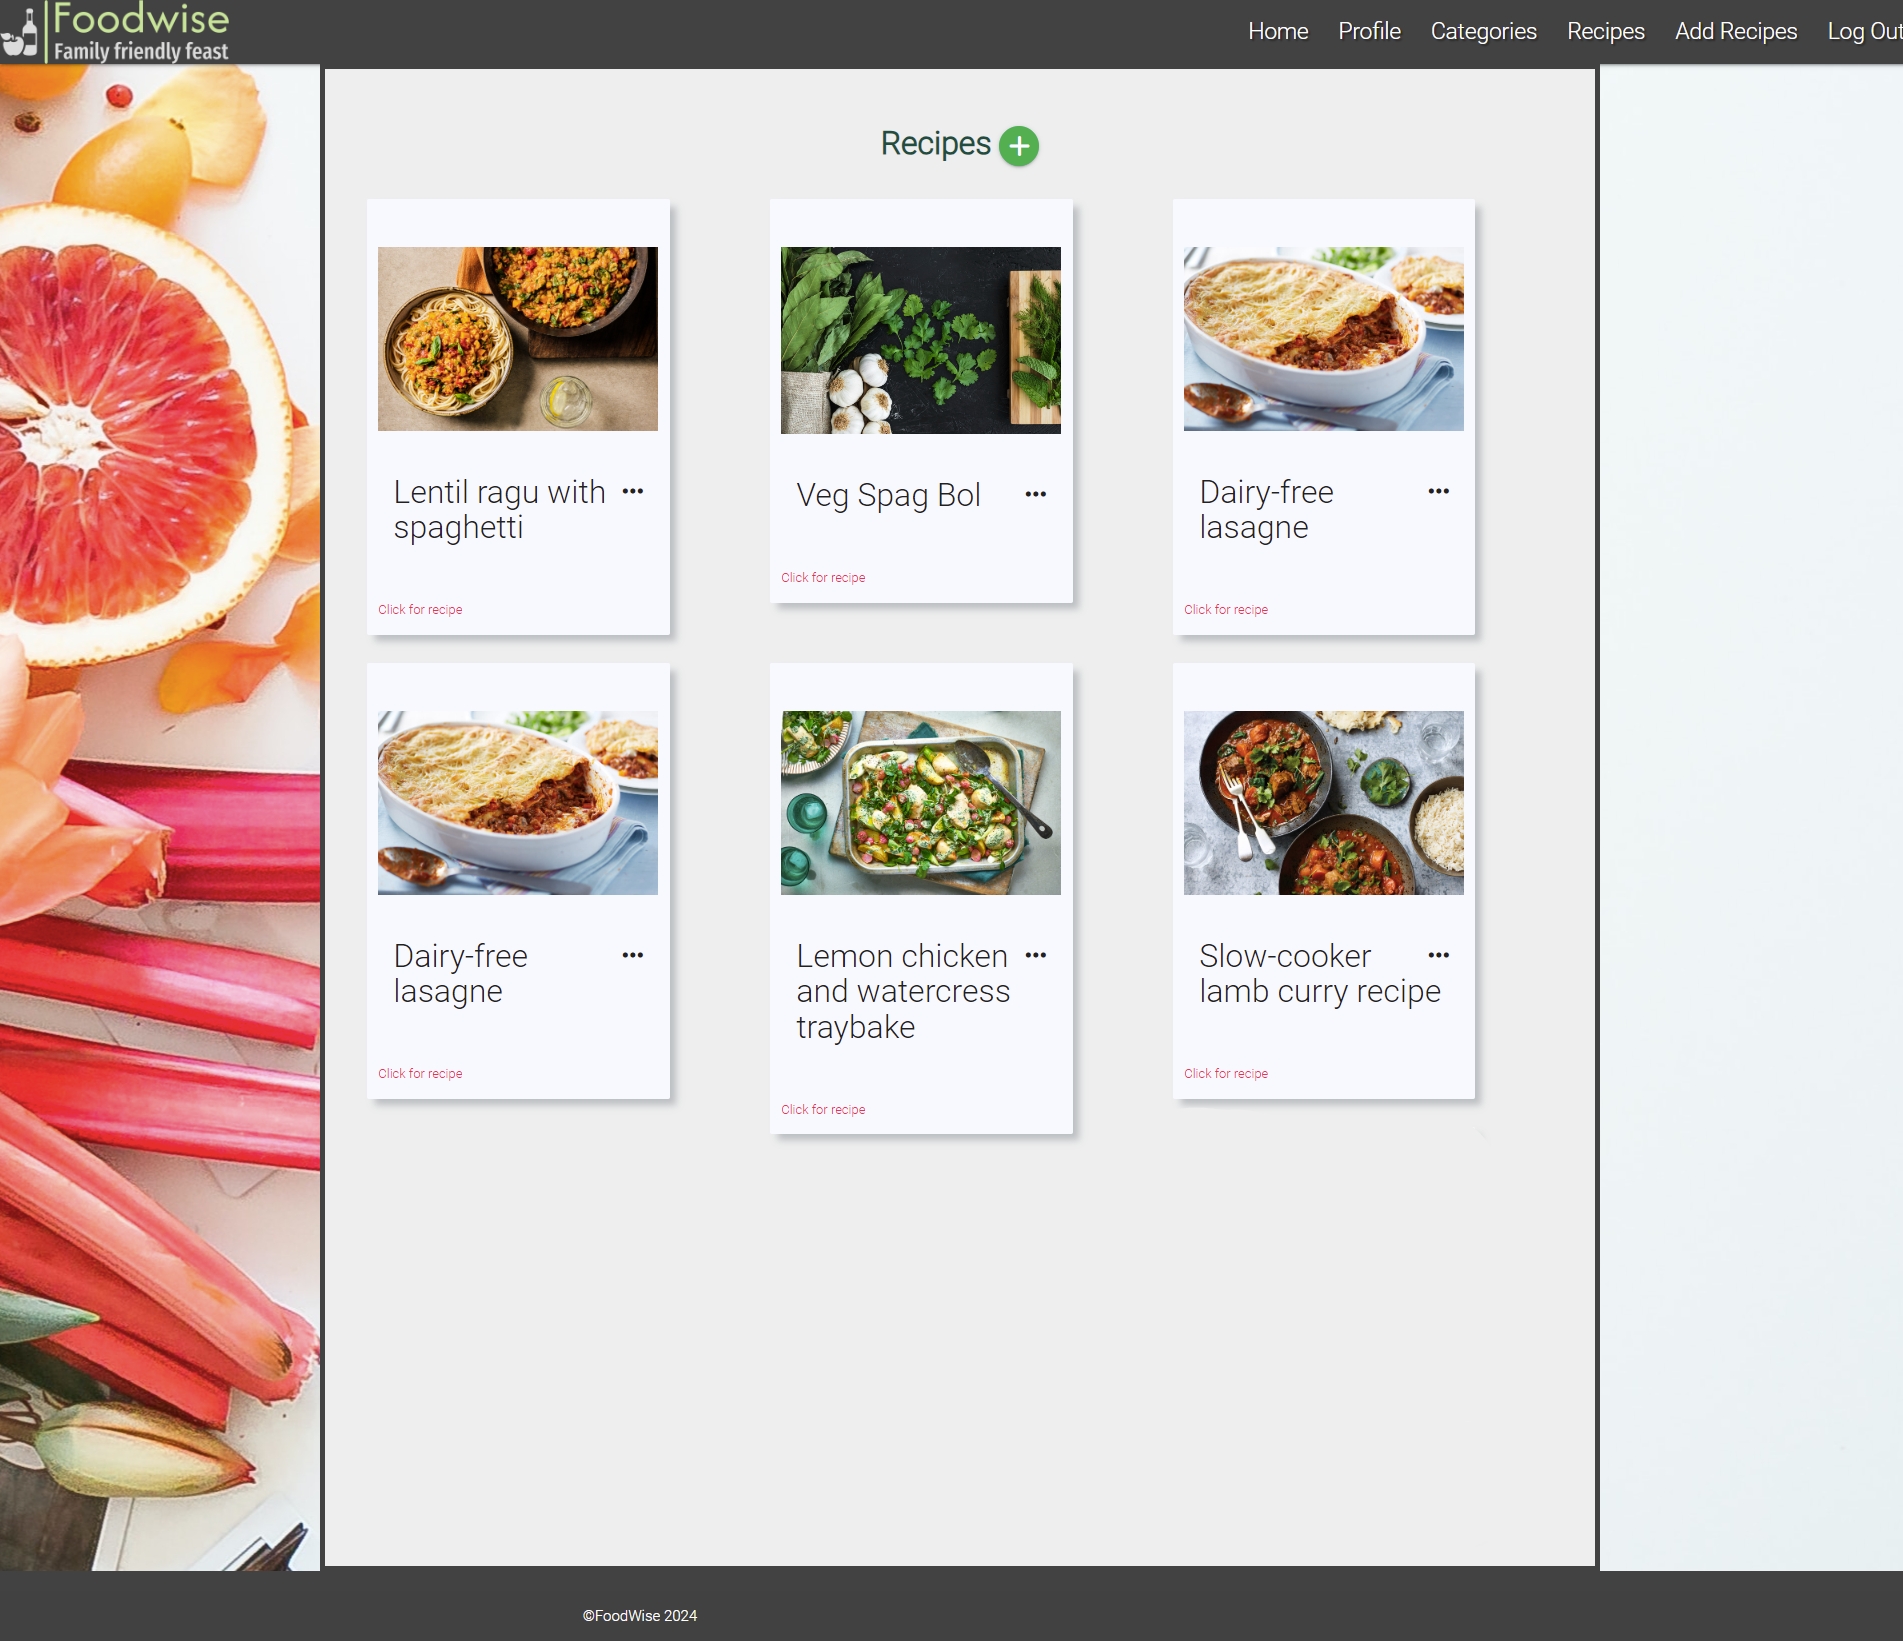 Foodwise
Family friendly feast
Home Profile Categories Recipes Add Recipes Log Out
Recipes
Lentil ragu with
spaghetti
Click for recipe
Veg Spag Bol
Click for recipe
Dairy-free
lasagne
Click for recipe
Dairy-free
lasagne
Click for recipe
Lemon chicken
and watercress
traybake
Click for recipe
Slow-cooker
lamb curry recipe
Click for recipe
©FoodWise 2024